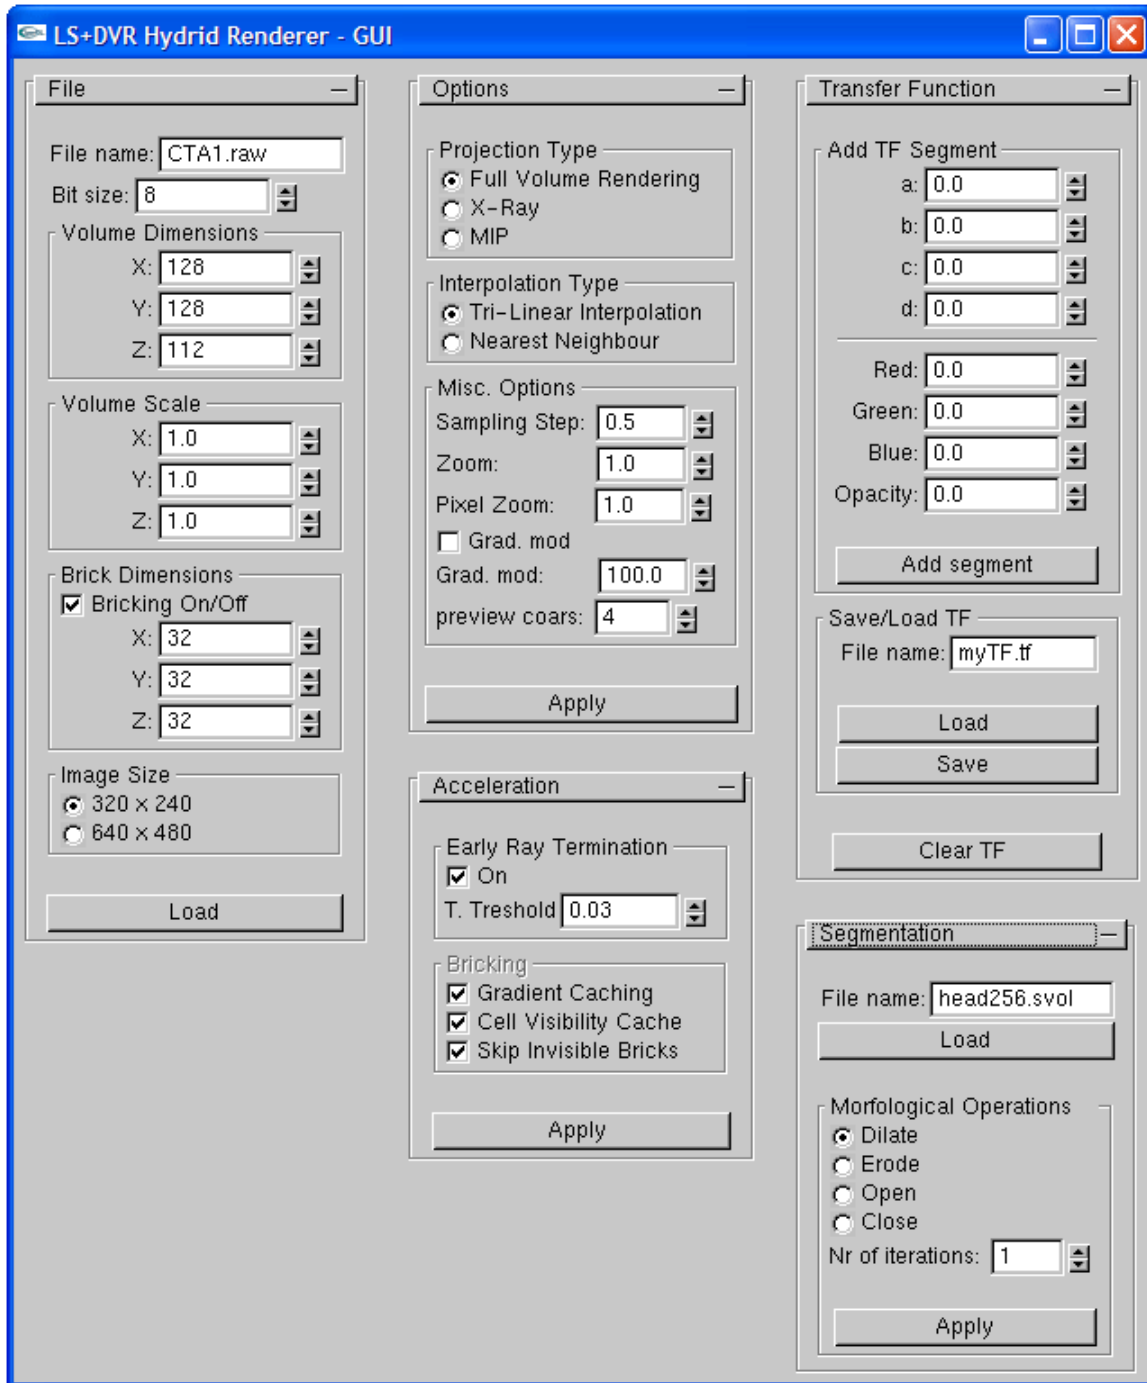 LS+DVR Hydrid Renderer - GUI
File
File name: CTA1.raw
Bit size: 8
Volume Dimensions
X: 128
Y: 128
Z: 112
Volume Scale
X: 1.0
Y: 1.0
Z: 1.0
Brick Dimensions
Bricking On/Off
X: 32
Y: 32
Z: 32
Image Size
320 x 240
640 x 480
Load
Options
Projection Type
Full Volume Rendering
X-Ray
MIP
Interpolation Type
Tri-Linear Interpolation
Nearest Neighbour
Misc. Options
Sampling Step: 0.5
Zoom: 1.0
Pixel Zoom: 1.0
Grad. mod
Grad. mod: 100.0
preview coars: 4
Apply
Acceleration
Early Ray Termination
On
T. Treshold 0.03
Bricking
Gradient Caching
Cell Visibility Cache
Skip Invisible Bricks
Apply
Transfer Function
Add TF Segment
a: 0.0
b: 0.0
c: 0.0
d: 0.0
Red: 0.0
Green: 0.0
Blue: 0.0
Opacity: 0.0
Add segment
Save/Load TF
File name: myTF.tf
Load
Save
Clear TF
Segmentation
File name: head256.svol
Load
Morfological Operations
Dilate
Erode
Open
Close
Nr of iterations: 1
Apply